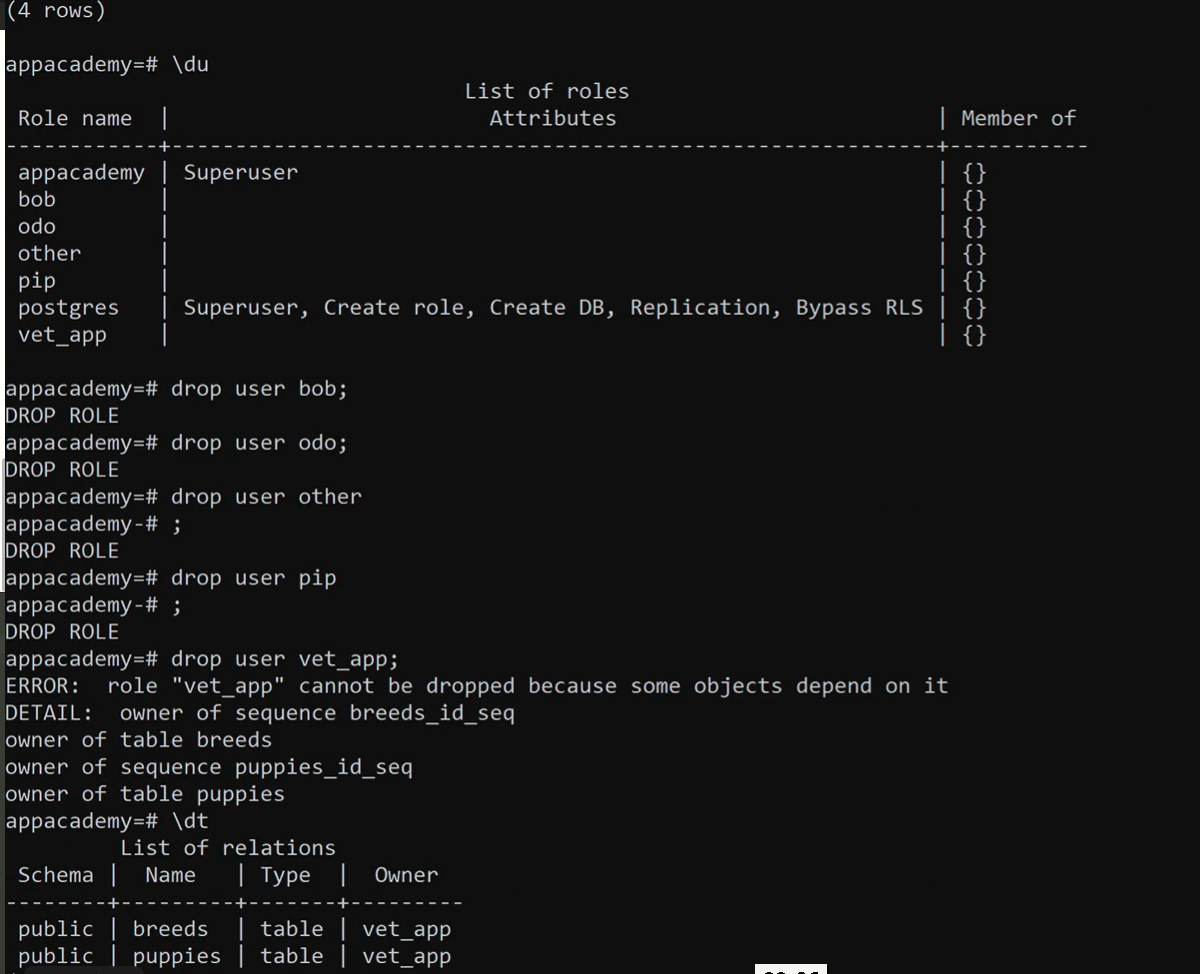 (4 rows)
appacademy=# \du
List of roles
Role name | Attributes | Member of
------------+------------------------------------------------------------+-----------
appacademy | Superuser | {}
bob | | {}
odo | | {}
other | | {}
pip | | {}
postgres | Superuser, Create role, Create DB, Replication, Bypass RLS | {}
vet_app | | {}
appacademy=# drop user bob;
DROP ROLE
appacademy=# drop user odo;
DROP ROLE
appacademy=# drop user other
appacademy-# ;
DROP ROLE
appacademy=# drop user pip
appacademy-# ;
DROP ROLE
appacademy=# drop user vet_app;
ERROR:  role "vet_app" cannot be dropped because some objects depend on it
DETAIL:  owner of sequence breeds_id_seq
owner of table breeds
owner of sequence puppies_id_seq
owner of table puppies
appacademy=# \dt
List of relations
Schema | Name | Type | Owner
--------+---------+-------+---------
public | breeds | table | vet_app
public | puppies | table | vet_app